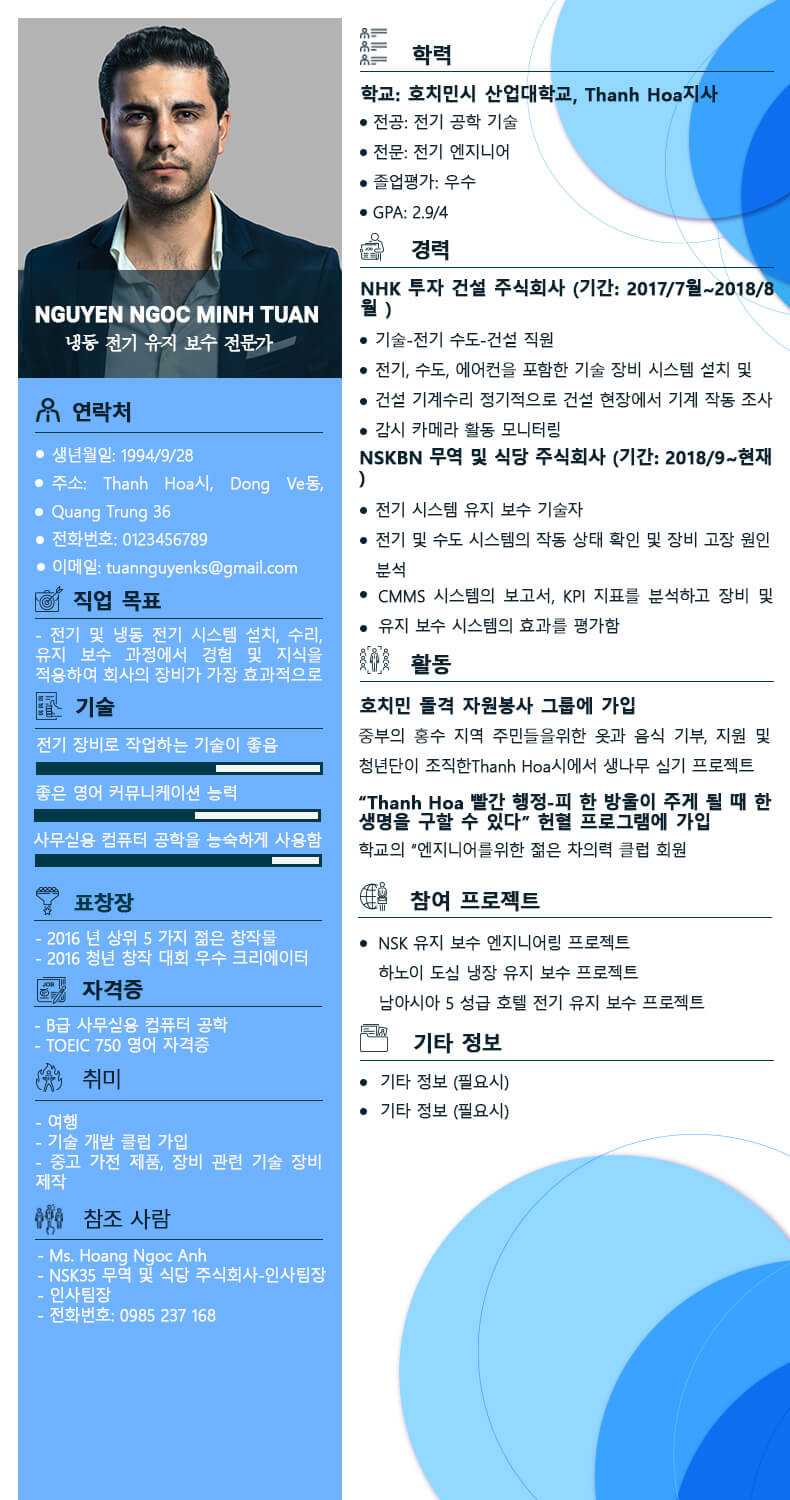 NGUYEN NGOC MINH TUAN
냉동 전기 유지 보수 전문가
연락처
생년월일: 1994/9/28
주소: Thanh Hoa시, Dong Ve동,
Quang Trung 36
전화번호: 0123456789
이메일: tuannguyenks@gmail.com
직업 목표
- 전기 및 냉동 전기 시스템 설치, 수리,
유지 보수 과정에서 경험 및 지식을
적용하여 회사의 장비가 가장 효과적으로
기술
전기 장비로 작업하는 기술이 좋음
좋은 영어 커뮤니케이션 능력
사무실용 컴퓨터 공학을 능숙하게 사용함
표창장
- 2016 년 상위 5 가지 젊은 창작물
- 2016 청년 창작 대회 우수 크리에이터
JOB
자격증
- B급 사무실용 컴퓨터 공학
- TOEIC 750 영어 자격증
취미
- 여행
- 기술 개발 클럽 가입
- 중고 가전 제품, 장비 관련 기술 장비
제작
참조 사람
- Ms. Hoang Ngoc Anh
- NSK35 무역 및 식당 주식회사-인사팀장
- 인사팀장
- 전화번호: 0985 237 168
학력
학교: 호치민시 산업대학교, Thanh Hoa지사
• 전공: 전기 공학 기술
• 전문: 전기 엔지니어
• 졸업평가: 우수
• GPA: 2.9/4
JOB
경력
NHK 투자 건설 주식회사 (기간: 2017/7월~2018/8
월 )
• 기술-전기 수도-건설 직원
• 전기, 수도, 에어컨을 포함한 기술 장비 시스템 설치 및
• 건설 기계수리 정기적으로 건설 현장에서 기계 작동 조사
• 감시 카메라 활동 모니터링
NSKBN 무역 및 식당 주식회사 (기간: 2018/9~현재
)
• 전기 시스템 유지 보수 기술자
• 전기 및 수도 시스템의 작동 상태 확인 및 장비 고장 원인
분석
• CMMS 시스템의 보고서, KPI 지표를 분석하고 장비 및
• 유지 보수 시스템의 효과를 평가함
활동
호치민 돌격 자원봉사 그룹에 가입
중부의 홍수 지역 주민들을위한 옷과 음식 기부, 지원 및
청년단이 조직한Thanh Hoa시에서 생나무 심기 프로젝트
“Thanh Hoa 빨간 행정-피 한 방울이 주게 될 때 한
생명을 구할 수 있다” 헌혈 프로그램에 가입
학교의 “엔지니어를위한 젊은 차의력 클럽 회원
참여 프로젝트
• NSK 유지 보수 엔지니어링 프로젝트
하노이 도심 냉장 유지 보수 프로젝트
남아시아 5 성급 호텔 전기 유지 보수 프로젝트
기타 정보
• 기타 정보 (필요시)
• 기타 정보 (필요시)